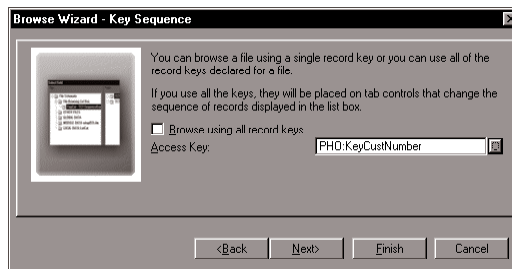 Browse Wizard - Key Sequence
You can browse a file using a single record key or you can use all of the
record keys declared for a file.
If you use all the keys, they will be placed on tab controls that change the
sequence of records displayed in the list box.
Browse using all record keys
Access Key:
PHO:KeyCustNumber
<Back
Next>
Finish
Cancel